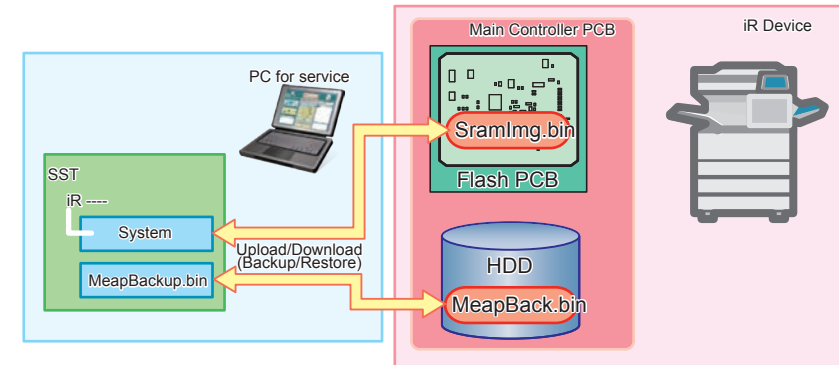 Main Controller PCB
iR Device
PC for service
SramImg.bin
Flash PCB
SST
iR ----
System
Upload/Download
(Backup/Restore)
MeapBackup.bin
HDD
MeapBack.bin